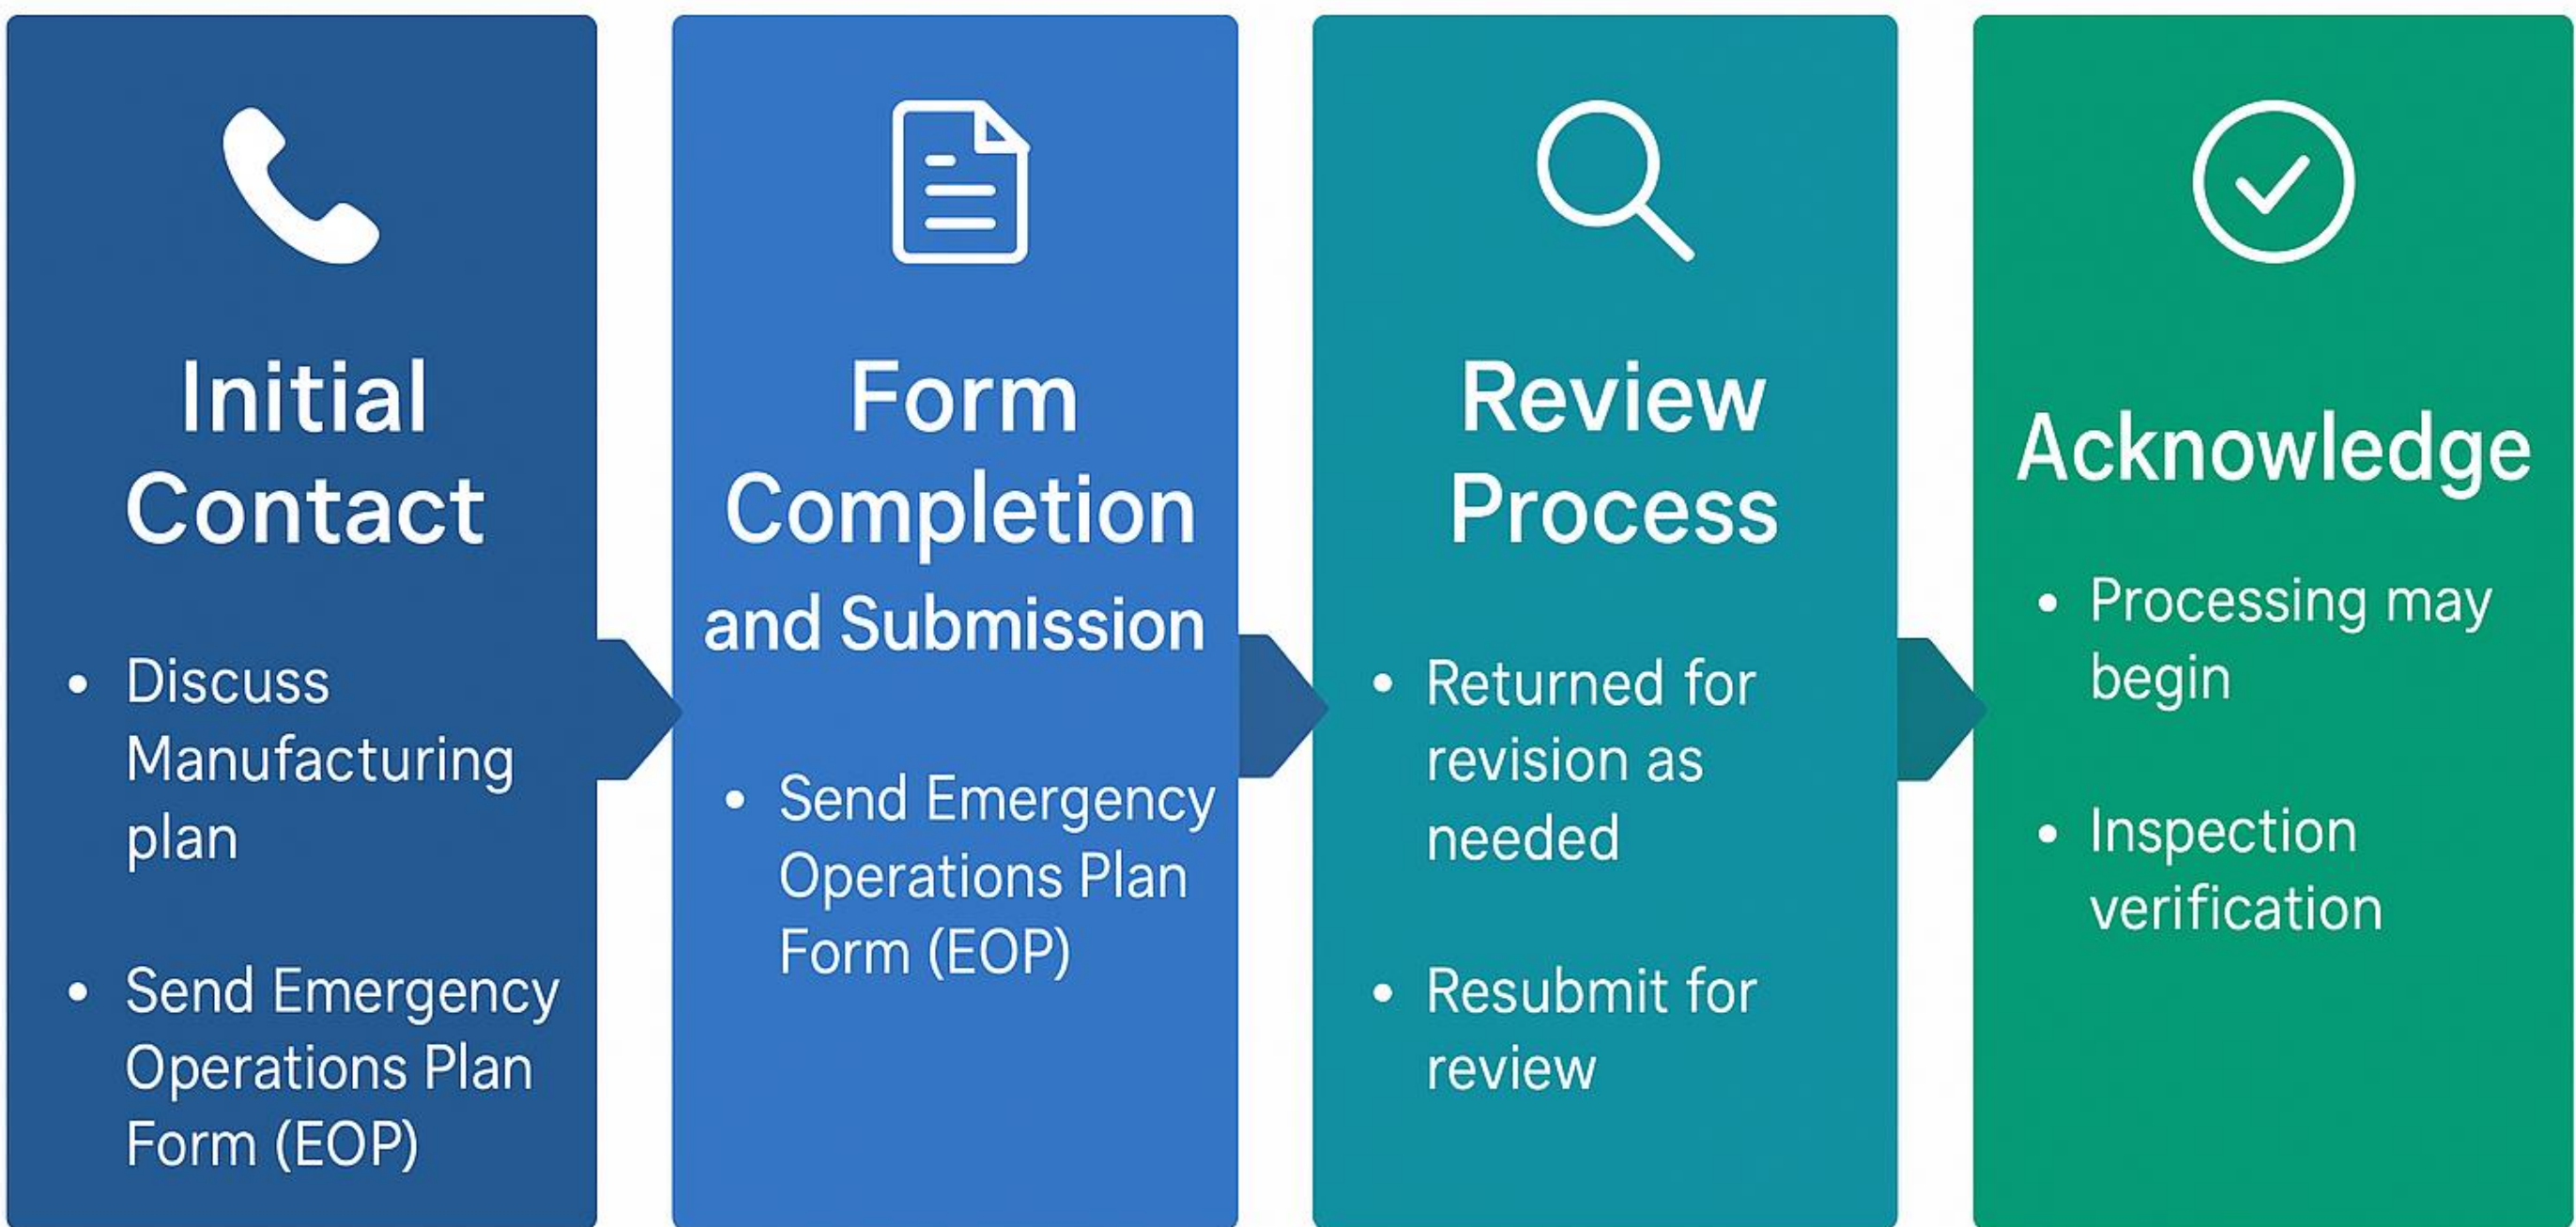 Initial
Contact
• Discuss
Manufacturing
plan
• Send Emergency
Operations Plan
Form (EOP)
Form
Completion
and Submission
• Send Emergency
Operations Plan
Form (EOP)
Review
Process
• Returned for
revision as
needed
• Resubmit for
review
Acknowledge
• Processing may
begin
• Inspection
verification